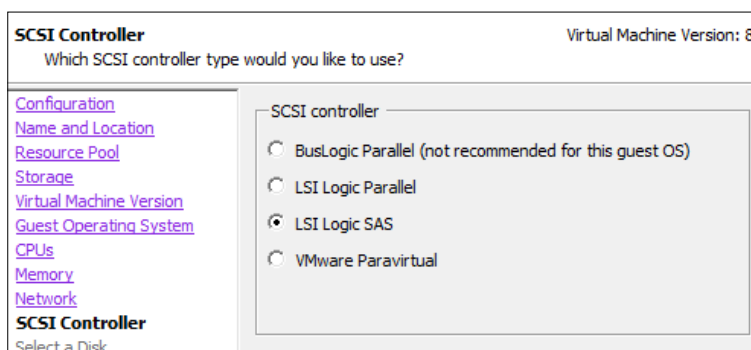 SCSI Controller
Virtual Machine Version: 8
Which SCSI controller type would you like to use?
Configuration
Name and Location
Resource Pool
Storage
Virtual Machine Version
Guest Operating System
CPUs
Memory
Network
SCSI Controller
Select a Disk
SCSI controller
BusLogic Parallel (not recommended for this guest OS)
LSI Logic Parallel
LSI Logic SAS
VMware Paravirtual